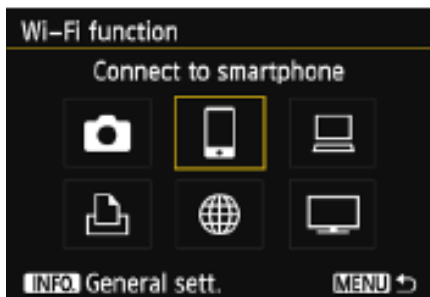 Wi-Fi function
Connect to smartphone
INFO. General sett. MENU